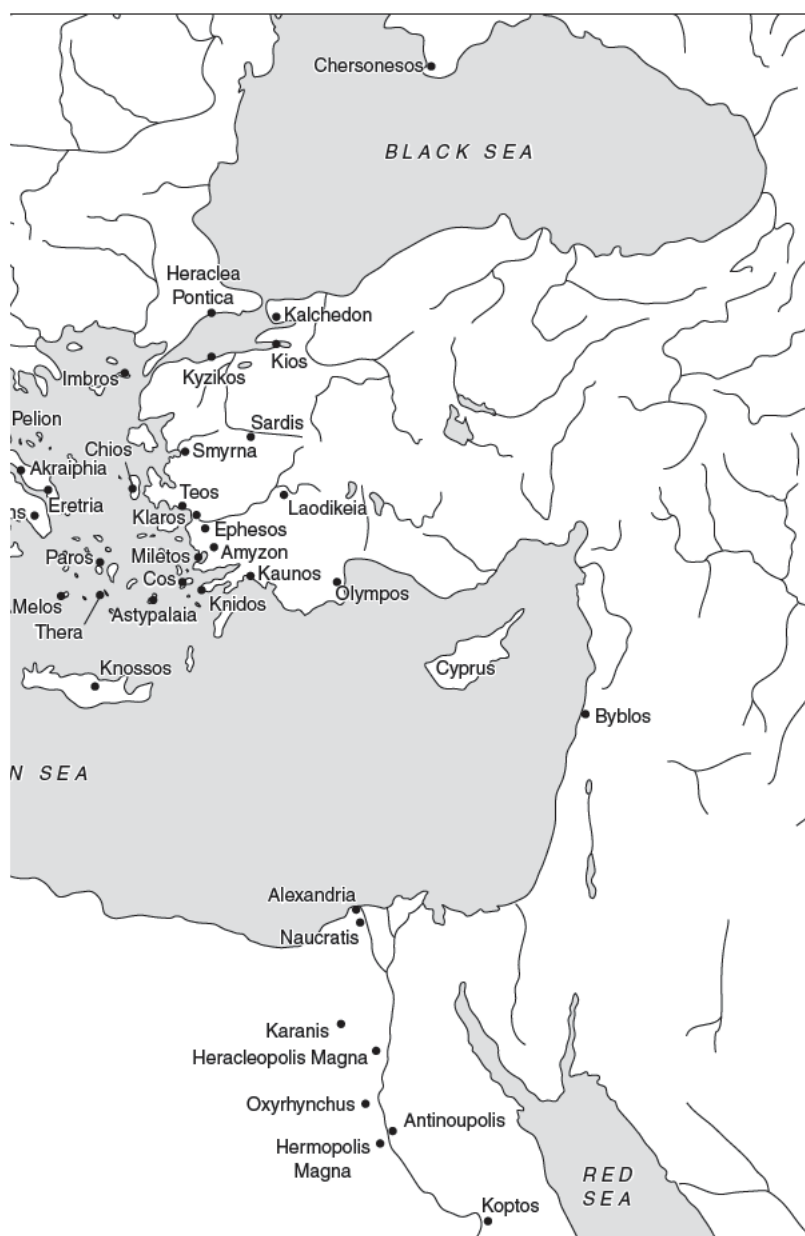 Chersonesos
BLACK SEA
Heraclea
Pontica
Kalchedon
Kios
Imbros
Kyzikos
Pelion
Sardis
Chios
Smyrna
Akraiphia
Teos
Eretria
Laodikeia
ns
Klaros
Ephesos
Miletos
Amyzon
Paros
Cos
Kaunos
Olympos
Melos
Knidos
Astypalaia
Thera
Knossos
Cyprus
Byblos
N SEA
Alexandria
Naucratis
Karanis
Heracleopolis Magna
Oxyrhynchus
Antinoupolis
Hermopolis
Magna
RED
SEA
Koptos